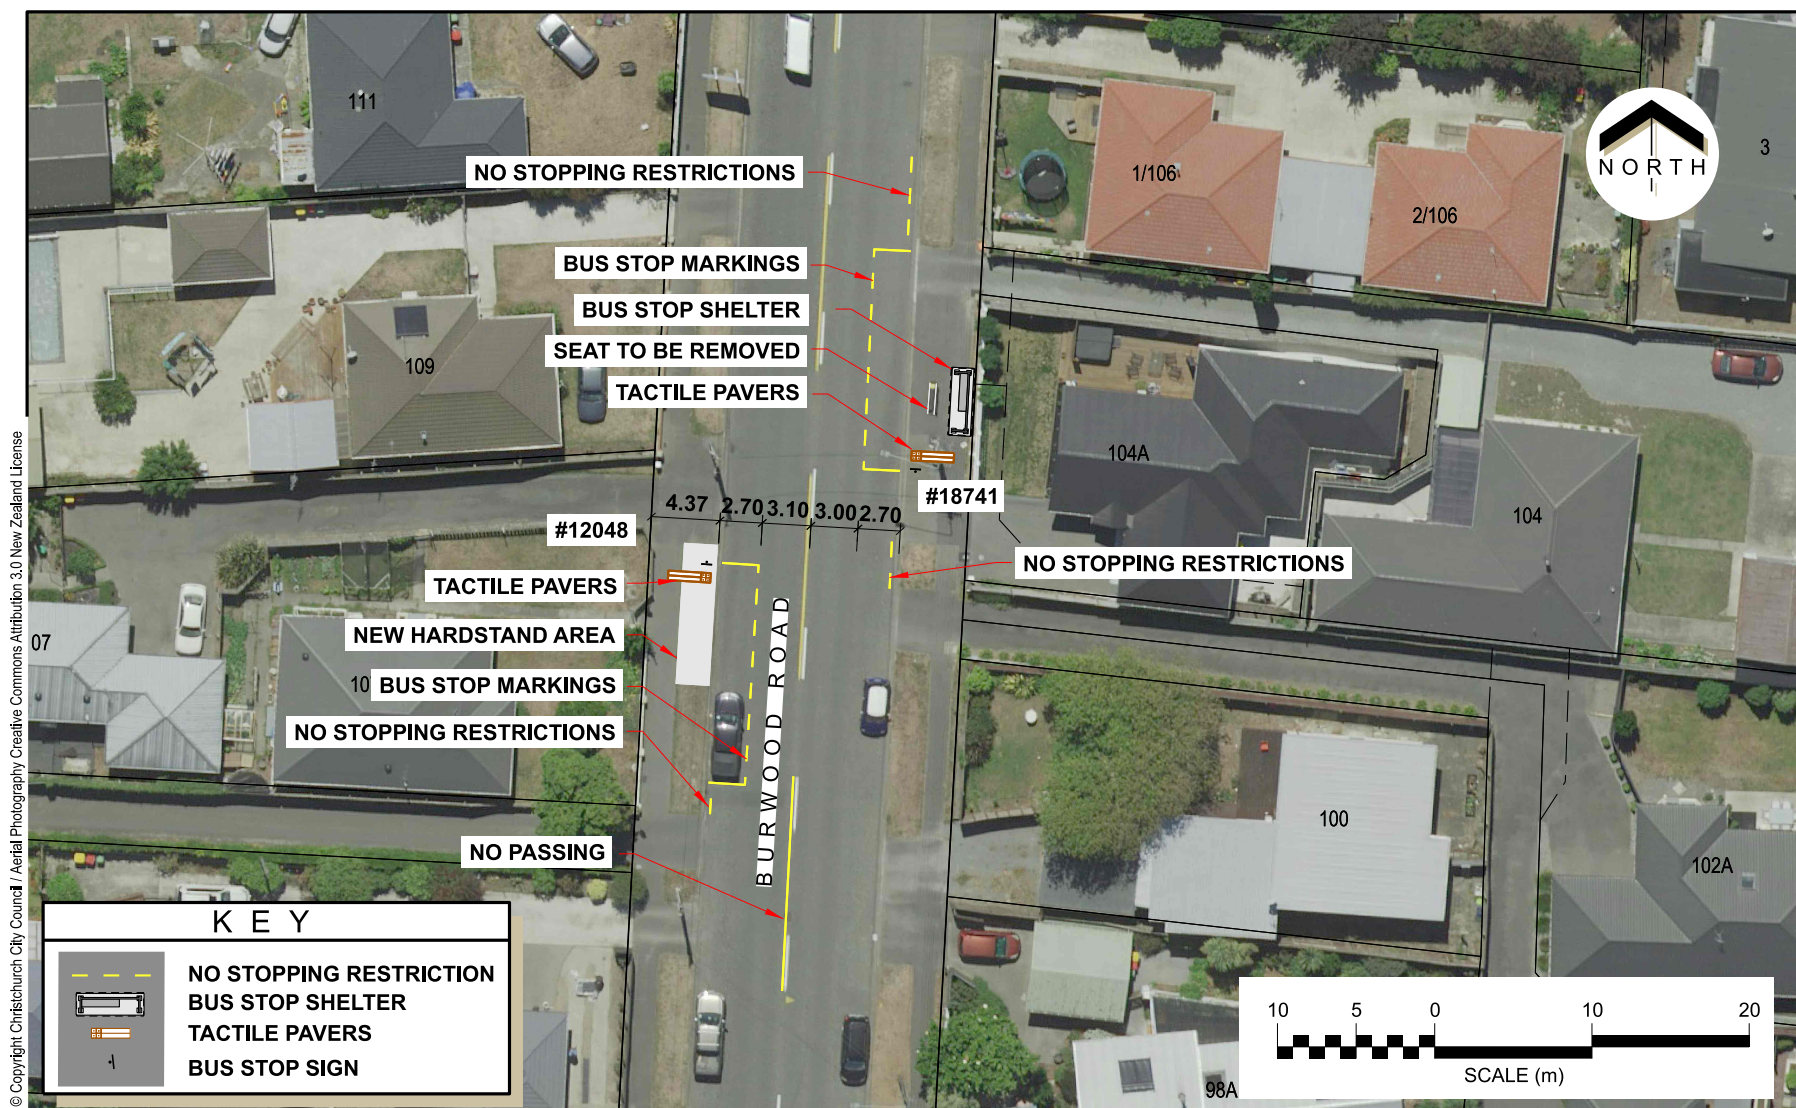 111
NO STOPPING RESTRICTIONS
1/106
2/106
3
NORTH
BUS STOP MARKINGS
BUS STOP SHELTER
SEAT TO BE REMOVED
TACTILE PAVERS
109
104A
104
#18741
4.37 2.70 3.10 3.00 2.70
#12048
NO STOPPING RESTRICTIONS
TACTILE PAVERS
NEW HARDSTAND AREA
07
10
BUS STOP MARKINGS
NO STOPPING RESTRICTIONS
BURWOOD ROAD
NO PASSING
100
102A
98A
KEY
NO STOPPING RESTRICTION
BUS STOP SHELTER
TACTILE PAVERS
BUS STOP SIGN
10 5 0 10 20
SCALE (m)
© Copyright Christchurch City Council / Aerial Photography Creative Commons Attribution 3.0 New Zealand License